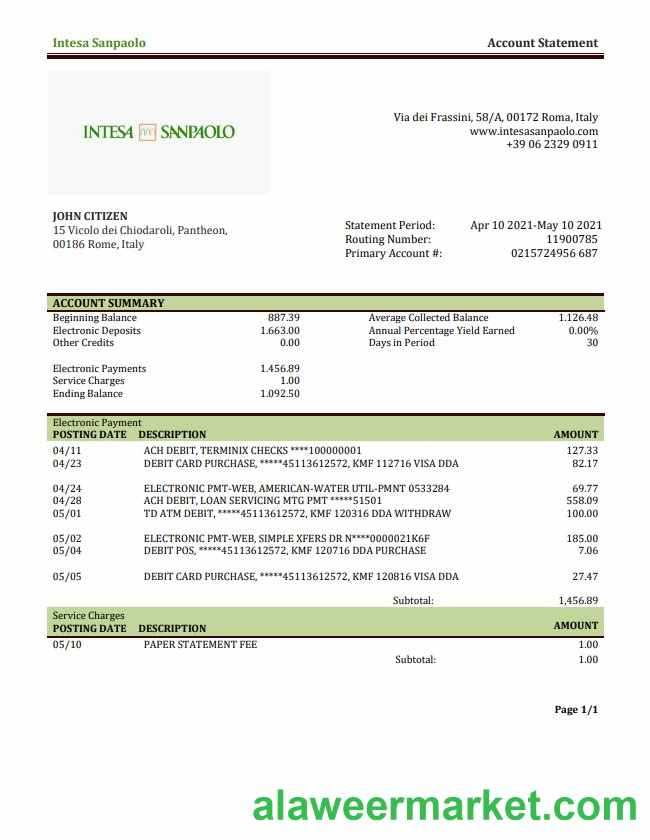 Intesa Sanpaolo Account Statement
INTESA SANPAOLO
Via dei Frassini, 58/A, 00172 Roma, Italy
www.intesasanpaolo.com
+39 06 2329 0911
JOHN CITIZEN
15 Vicolo dei Chiodaroli, Pantheon,
00186 Rome, Italy
Statement Period: Apr 10 2021-May 10 2021
Routing Number: 11900785
Primary Account #: 0215724956 687
ACCOUNT SUMMARY
Beginning Balance 887.39 Average Collected Balance 1.126.48
Electronic Deposits 1.663.00 Annual Percentage Yield Earned 0.00%
Other Credits 0.00 Days in Period 30
Electronic Payments 1.456.89
Service Charges 1.00
Ending Balance 1.092.50
Electronic Payment
POSTING DATE DESCRIPTION AMOUNT
04/11 ACH DEBIT, TERMINIX CHECKS ****100000001 127.33
04/23 DEBIT CARD PURCHASE, *****45113612572, KMF 112716 VISA DDA 82.17
04/24 ELECTRONIC PMT-WEB, AMERICAN-WATER UTIL-PMNT 0533284 69.77
04/28 ACH DEBIT, LOAN SERVICING MTG PMT *****51501 558.09
05/01 TD ATM DEBIT, *****45113612572, KMF 120316 DDA WITHDRAW 100.00
05/02 ELECTRONIC PMT-WEB, SIMPLE XFERS DR N****0000021K6F 185.00
05/04 DEBIT POS, *****45113612572, KMF 120716 DDA PURCHASE 7.06
05/05 DEBIT CARD PURCHASE, *****45113612572, KMF 120816 VISA DDA 27.47
Subtotal: 1,456.89
Service Charges
POSTING DATE DESCRIPTION AMOUNT
05/10 PAPER STATEMENT FEE 1.00
Subtotal: 1.00
Page 1/1
alaweermarket.com